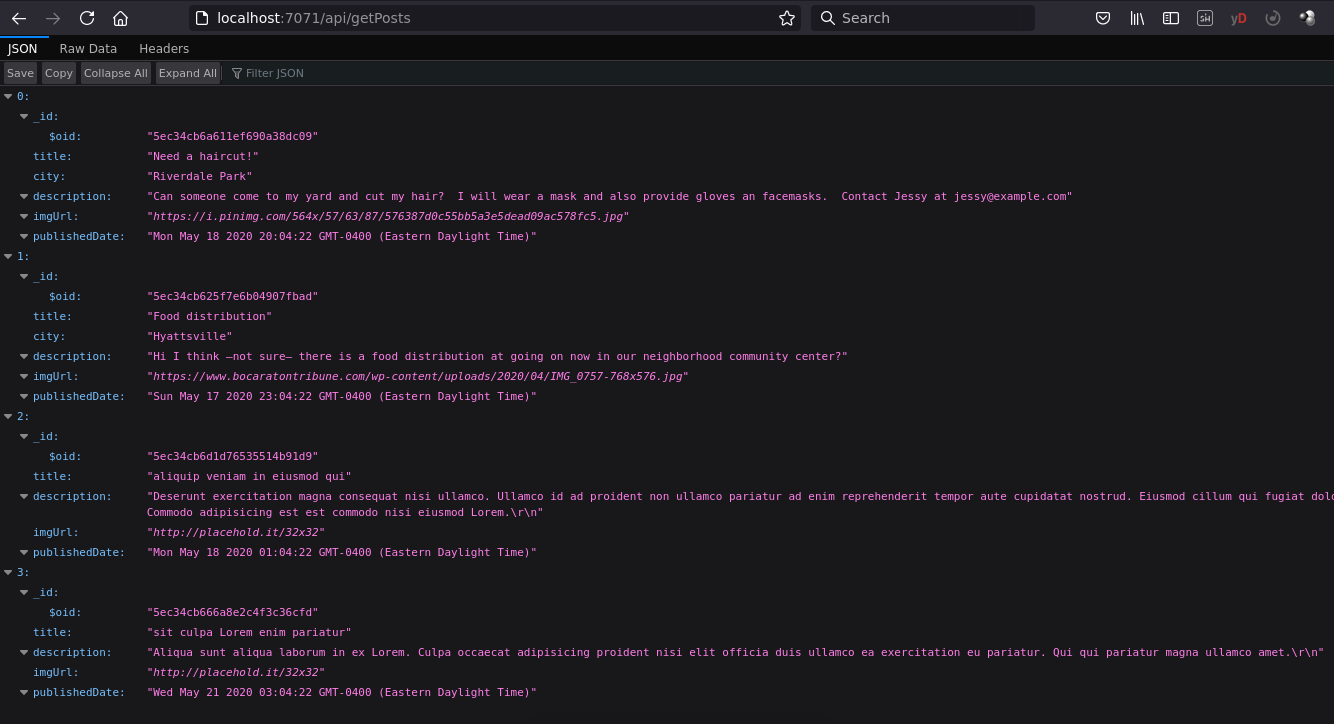 localhost:7071/api/getPosts
Search
JSON Raw Data Headers
Save Copy Collapse All Expand All Filter JSON
0:
_id:
$oid: "5ec34cb6a611ef690a38dc09"
title: "Need a haircut!"
city: "Riverdale Park"
description: "Can someone come to my yard and cut my hair?  I will wear a mask and also provide gloves an facemasks.  Contact Jessy at jessy@example.com"
imgUrl: "https://i.pinimg.com/564x/57/63/87/576387d0c55bb5a3e5dead09ac578fc5.jpg"
publishedDate: "Mon May 18 2020 20:04:22 GMT-0400 (Eastern Daylight Time)"
1:
_id:
$oid: "5ec34cb625f7e6b04907fbad"
title: "Food distribution"
city: "Hyattsville"
description: "Hi I think –not sure– there is a food distribution at going on now in our neighborhood community center?"
imgUrl: "https://www.bocaratontribune.com/wp-content/uploads/2020/04/IMG_0757-768x576.jpg"
publishedDate: "Sun May 17 2020 23:04:22 GMT-0400 (Eastern Daylight Time)"
2:
_id:
$oid: "5ec34cb6d1d76535514b91d9"
title: "aliquip veniam in eiusmod qui"
description: "Deserunt exercitation magna consequat nisi ullamco. Ullamco id ad proident non ullamco pariatur ad enim reprehenderit tempor aute cupidatat nostrud. Eiusmod cillum qui fugiat dolo
Commodo adipisicing est est commodo nisi eiusmod Lorem.\r\n"
imgUrl: "http://placehold.it/32x32"
publishedDate: "Mon May 18 2020 01:04:22 GMT-0400 (Eastern Daylight Time)"
3:
_id:
$oid: "5ec34cb666a8e2c4f3c36cfd"
title: "sit culpa Lorem enim pariatur"
description: "Aliqua sunt aliqua laborum in ex Lorem. Culpa occaecat adipisicing proident nisi elit officia duis ullamco ea exercitation eu pariatur. Qui qui pariatur magna ullamco amet.\r\n"
imgUrl: "http://placehold.it/32x32"
publishedDate: "Wed May 21 2020 03:04:22 GMT-0400 (Eastern Daylight Time)"